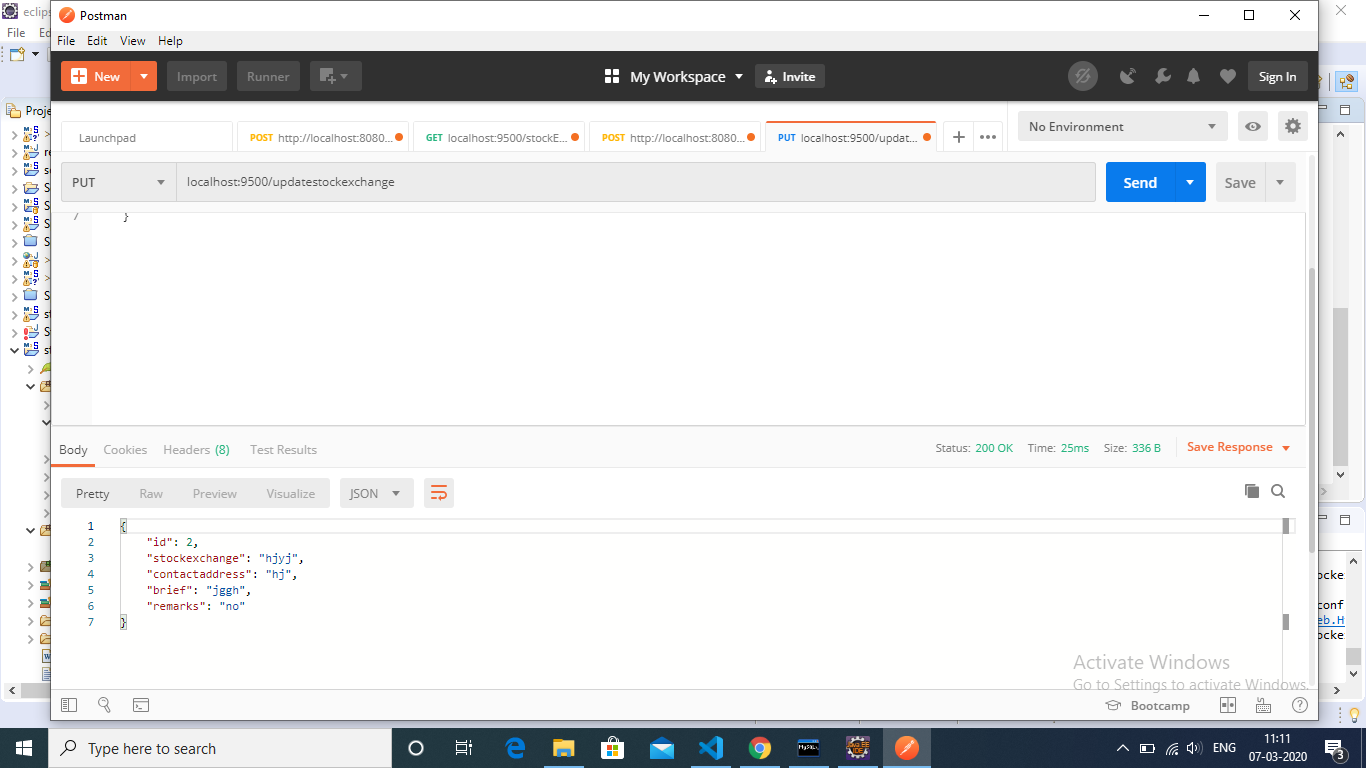 eclips
Postman
File Ed
File Edit View Help
New
Import
Runner
My Workspace
Invite
Sign In
Proje
Launchpad
POST http://localhost:8080...
GET localhost:9500/stockE...
POST http://localhost:8080...
PUT localhost:9500/updat...
No Environment
PUT
localhost:9500/updatestockexchange
Send
Save
7 }
Body
Cookies
Headers (8)
Test Results
Status: 200 OK
Time: 25ms
Size: 336 B
Save Response
Pretty
Raw
Preview
Visualize
JSON
1 {
2 "id": 2,
3 "stockexchange": "hjyj",
4 "contactaddress": "hj",
5 "brief": "jggh",
6 "remarks": "no"
7 }
ocke
conf
eb.H
ocke
Activate Windows
Go to Settings to activate Windows.
Bootcamp
Type here to search
ENG
11:11
07-03-2020
3